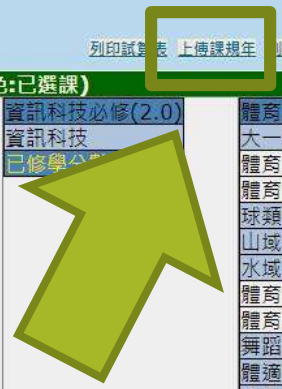 列印試算表 上傳課規年
色:已選課)
資訊科技必修(2.0)
資訊科技
已修學分數
體育
大一
體育
體育
球類
山域
水域
體育
體育
舞蹈
體適